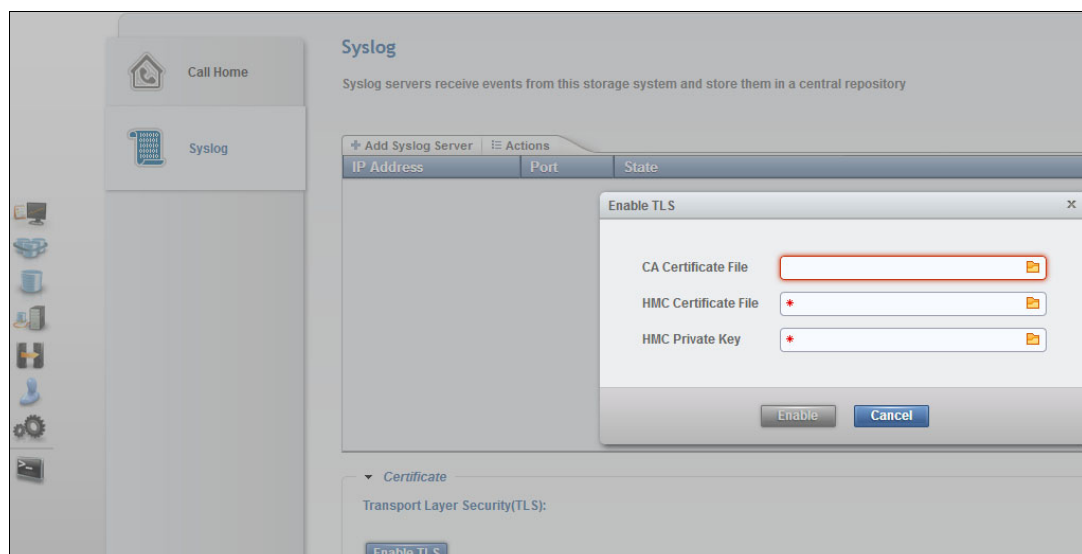 Syslog
Call Home
Syslog servers receive events from this storage system and store them in a central repository
Syslog
Add Syslog Server Actions
IP Address Port State
Enable TLS x
CA Certificate File
HMC Certificate File *
HMC Private Key *
Enable Cancel
Certificate
Transport Layer Security(TLS):
Enable TLS